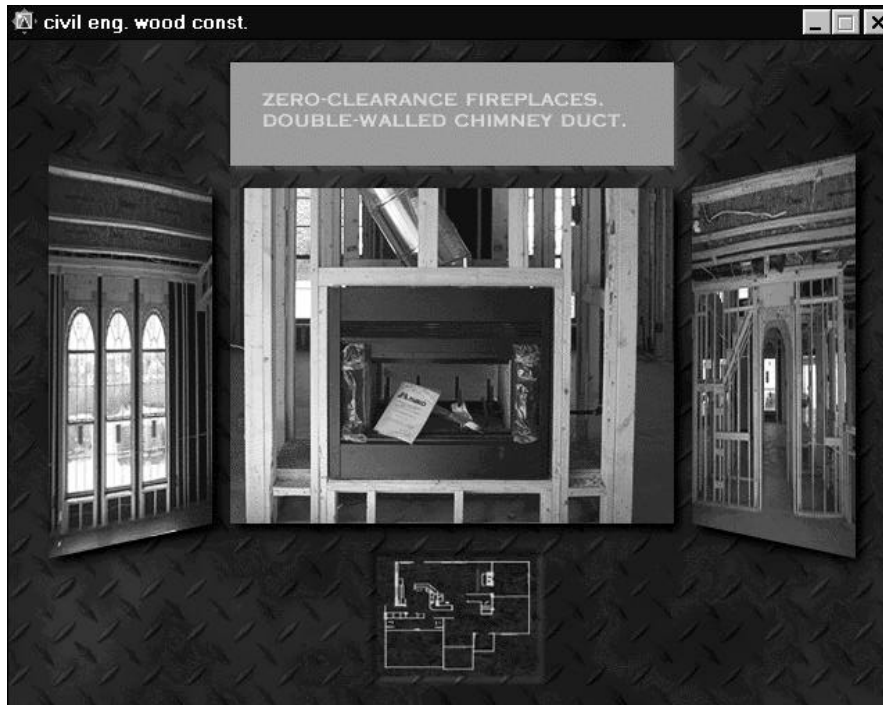 civil eng. wood const.
ZERO-CLEARANCE FIREPLACES.
DOUBLE-WALLED CHIMNEY DUCT.